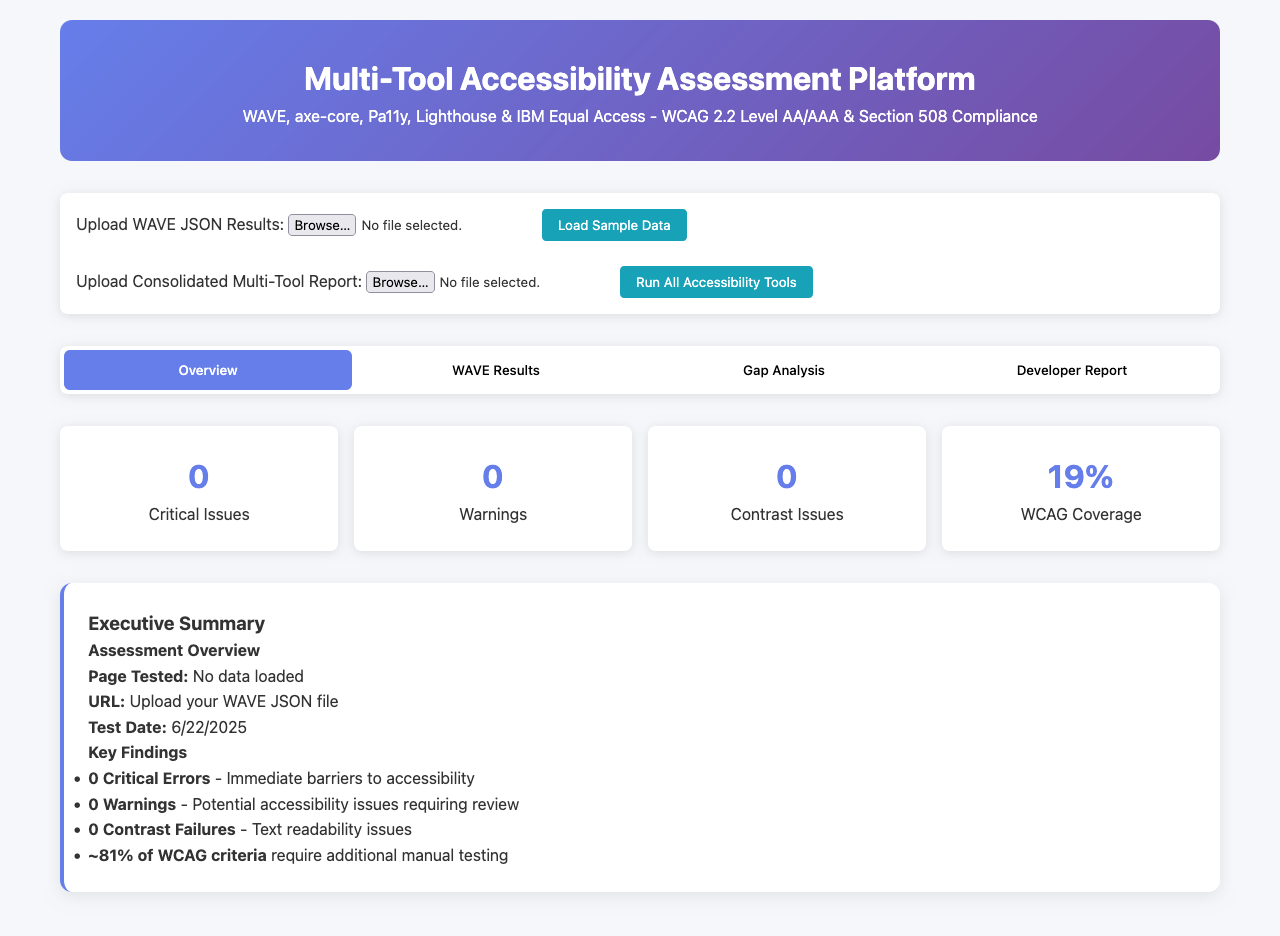 Multi-Tool Accessibility Assessment Platform
WAVE, axe-core, Pa11y, Lighthouse & IBM Equal Access - WCAG 2.2 Level AA/AAA & Section 508 Compliance
Upload WAVE JSON Results: Browse... No file selected. Load Sample Data
Upload Consolidated Multi-Tool Report: Browse... No file selected. Run All Accessibility Tools
Overview WAVE Results Gap Analysis Developer Report
0 0 0 19%
Critical Issues Warnings Contrast Issues WCAG Coverage
Executive Summary
Assessment Overview
Page Tested: No data loaded
URL: Upload your WAVE JSON file
Test Date: 6/22/2025
Key Findings
• 0 Critical Errors - Immediate barriers to accessibility
• 0 Warnings - Potential accessibility issues requiring review
• 0 Contrast Failures - Text readability issues
• ~81% of WCAG criteria require additional manual testing